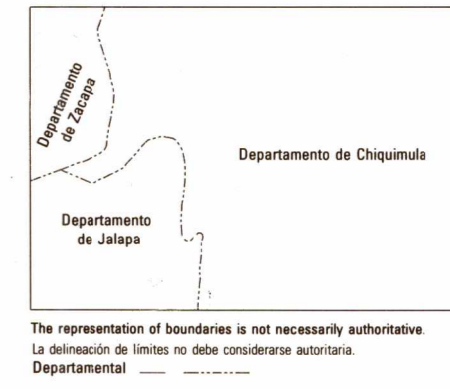 Departamento
de Zacapa
Departamento de Chiquimula
Departamento
de Jalapa
The representation of boundaries is not necessarily authoritative.
La delineación de límites no debe considerarse autoritaria.
Departamental